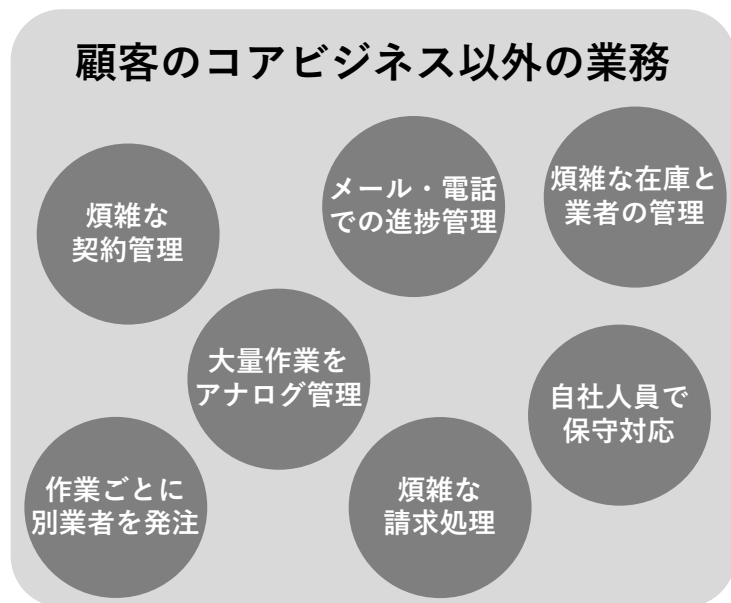 顧客のコアビジネス以外の業務
煩雑な
契約管理
メール・電話
での進捗管理
煩雑な在庫と
業者の管理
大量作業を
アナログ管理
自社人員で
保守対応
作業ごとに
別業者を発注
煩雑な
請求処理